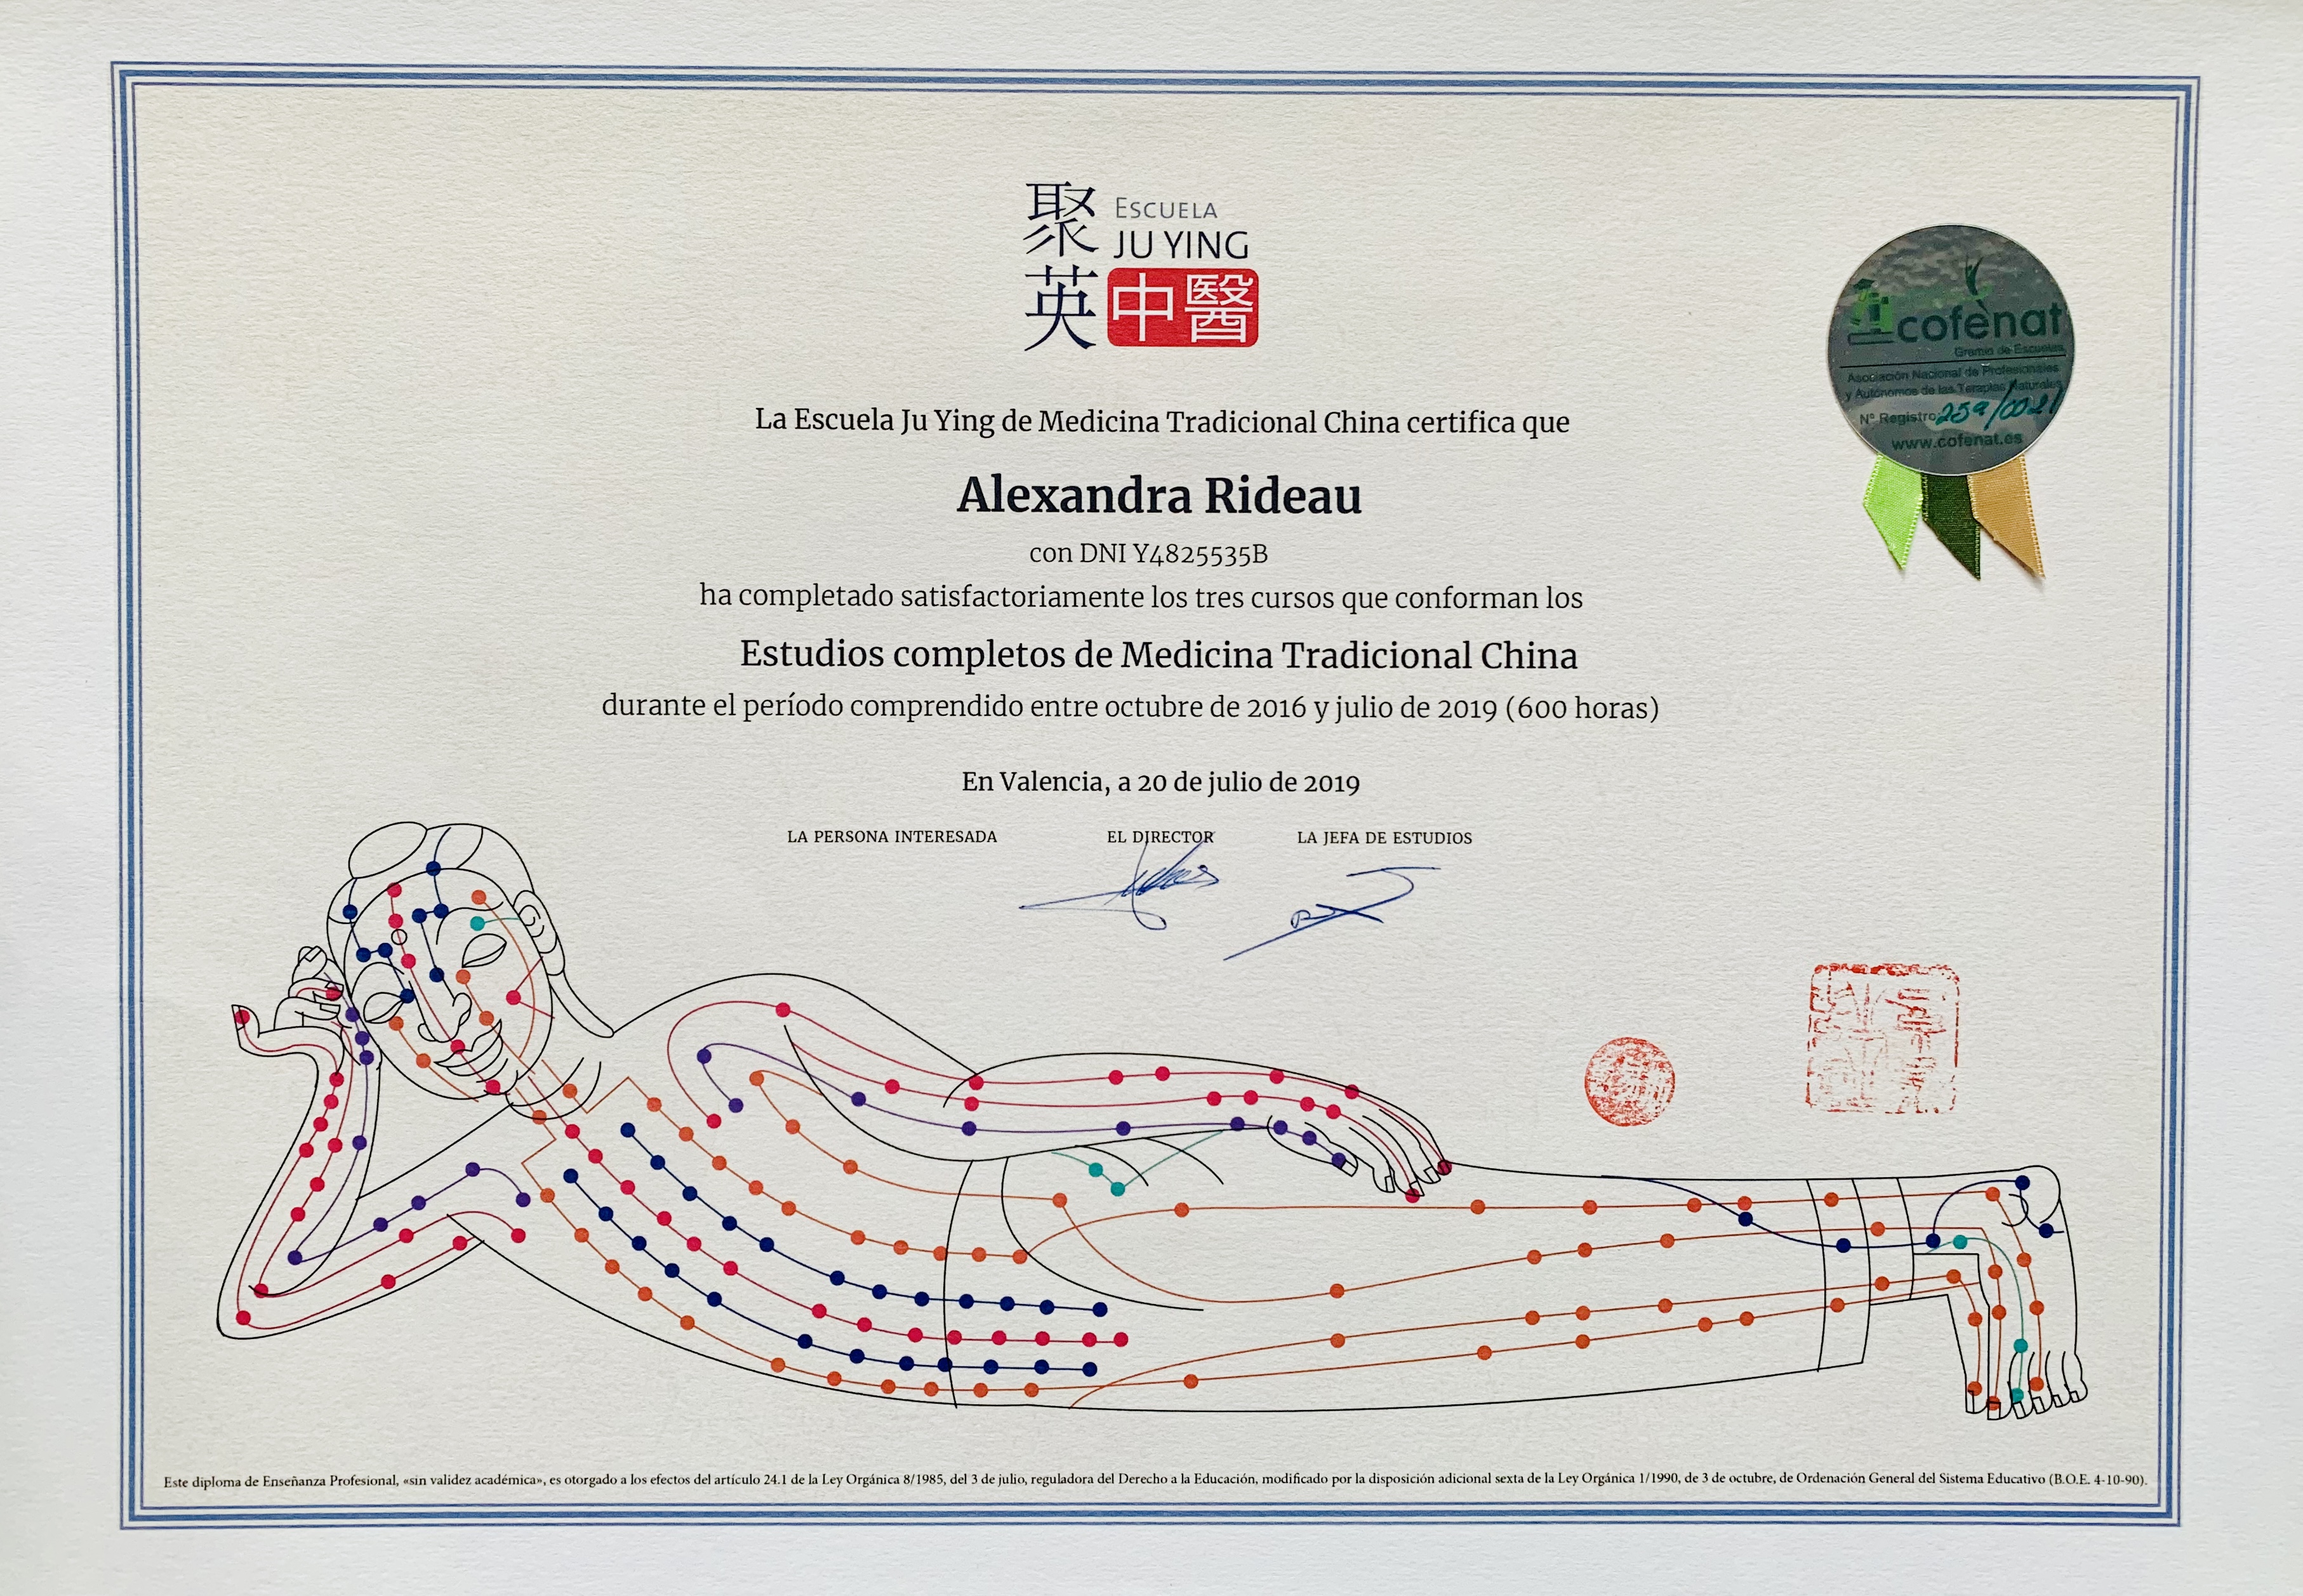 聚英
ESCUELA
JU YING
中醫
cofènat
Gremio de Escuelas
Asociación Nacional de Profesionales
y Autónomos de las Terapias Naturales
Nº Registro 259/0021
www.cofenat.es
La Escuela Ju Ying de Medicina Tradicional China certifica que
Alexandra Rideau
con DNI Y4825535B
ha completado satisfactoriamente los tres cursos que conforman los
Estudios completos de Medicina Tradicional China
durante el período comprendido entre octubre de 2016 y julio de 2019 (600 horas)
En Valencia, a 20 de julio de 2019
LA PERSONA INTERESADA EL DIRECTOR LA JEFA DE ESTUDIOS
Este diploma de Enseñanza Profesional, «sin validez académica», es otorgado a los efectos del artículo 24.1 de la Ley Orgánica 8/1985, del 3 de julio, reguladora del Derecho a la Educación, modificado por la disposición adicional sexta de la Ley Orgánica 1/1990, de 3 de octubre, de Ordenación General del Sistema Educativo (B.O.E. 4-10-90).